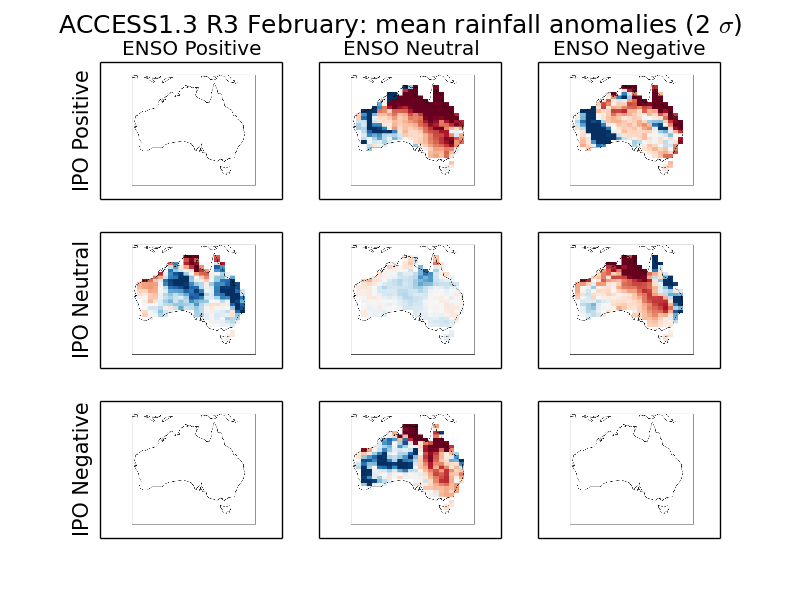 ACCESS1.3 R3 February: mean rainfall anomalies (2 σ)
ENSO Positive
ENSO Neutral
ENSO Negative
IPO Positive
IPO Neutral
IPO Negative